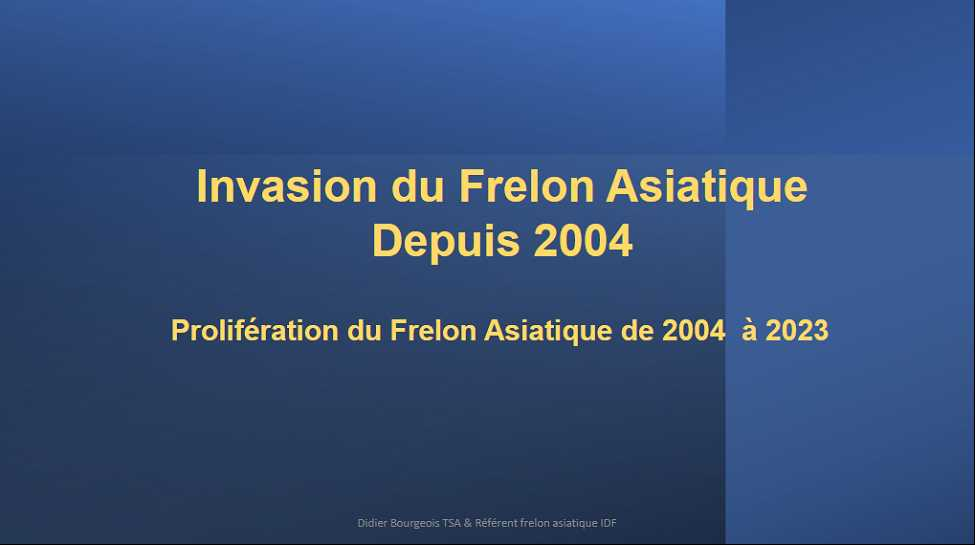 Invasion du Frelon Asiatique
Depuis 2004
Prolifération du Frelon Asiatique de 2004 à 2023
Didier Bourgeois TSA & Référent frelon asiatique IDF